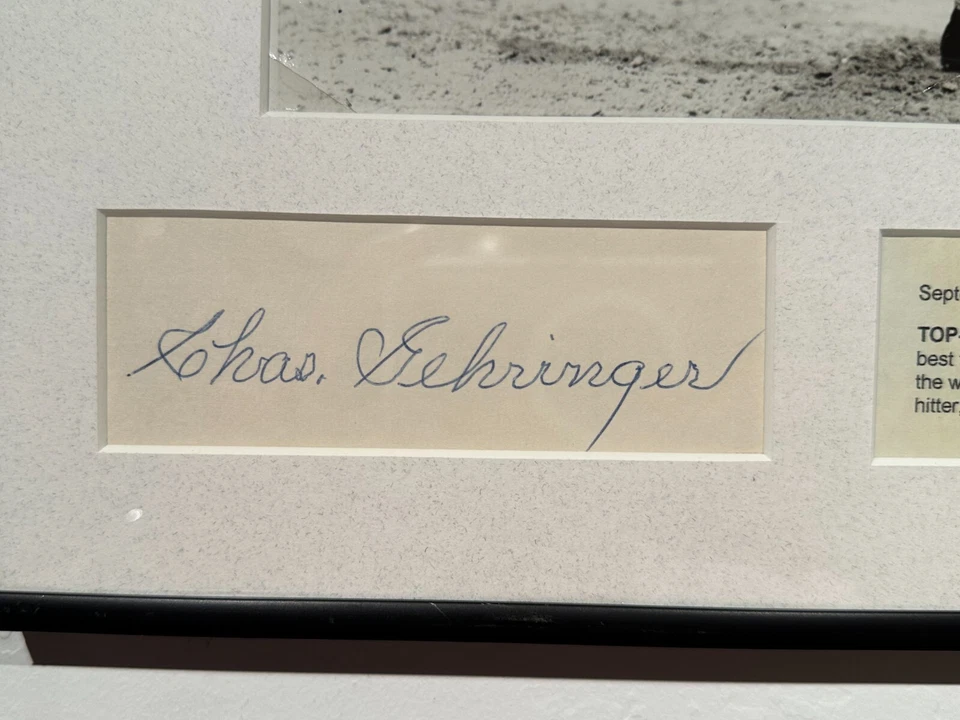 Chas. Gehringer
Sept
TOP-
best
the w
hitter,